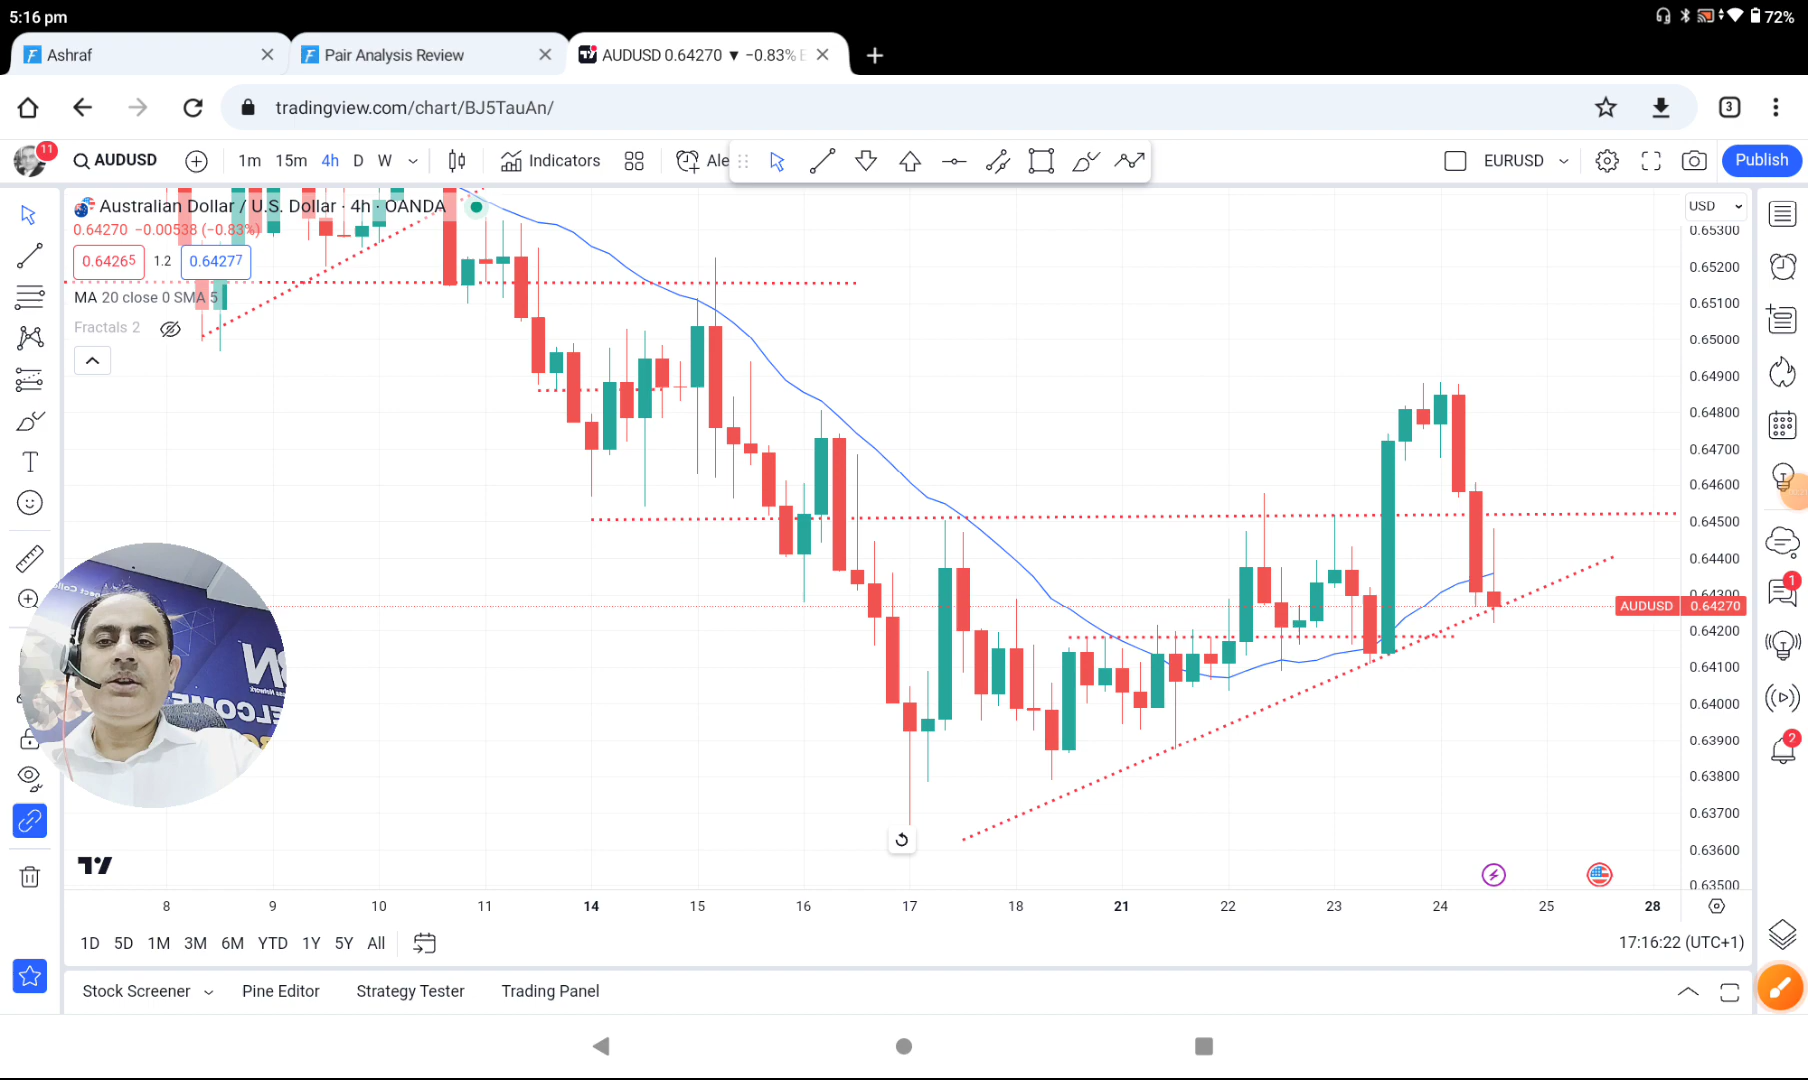 5:16 pm
72%
Ashraf
Pair Analysis Review
AUDUSD 0.64270 ▼ −0.83%
tradingview.com/chart/BJ5TauAn/
3
11
AUDUSD
1m 15m 4h D W
Indicators
Ale
EURUSD
Publish
Australian Dollar / U.S. Dollar · 4h · OANDA
0.64270 −0.00538 (−0.83%)
0.64265 1.2 0.64277
MA 20 close 0 SMA 5
Fractals 2
USD
0.65300
0.65200
0.65100
0.65000
0.64900
0.64800
0.64700
0.64600
0.64500
0.64400
0.64300
AUDUSD 0.64270
0.64200
0.64100
0.64000
0.63900
0.63800
0.63700
0.63600
0.63500
1
2
8 9 10 11 14 15 16 17 18 21 22 23 24 25 28
1D 5D 1M 3M 6M YTD 1Y 5Y All
17:16:22 (UTC+1)
Stock Screener
Pine Editor
Strategy Tester
Trading Panel